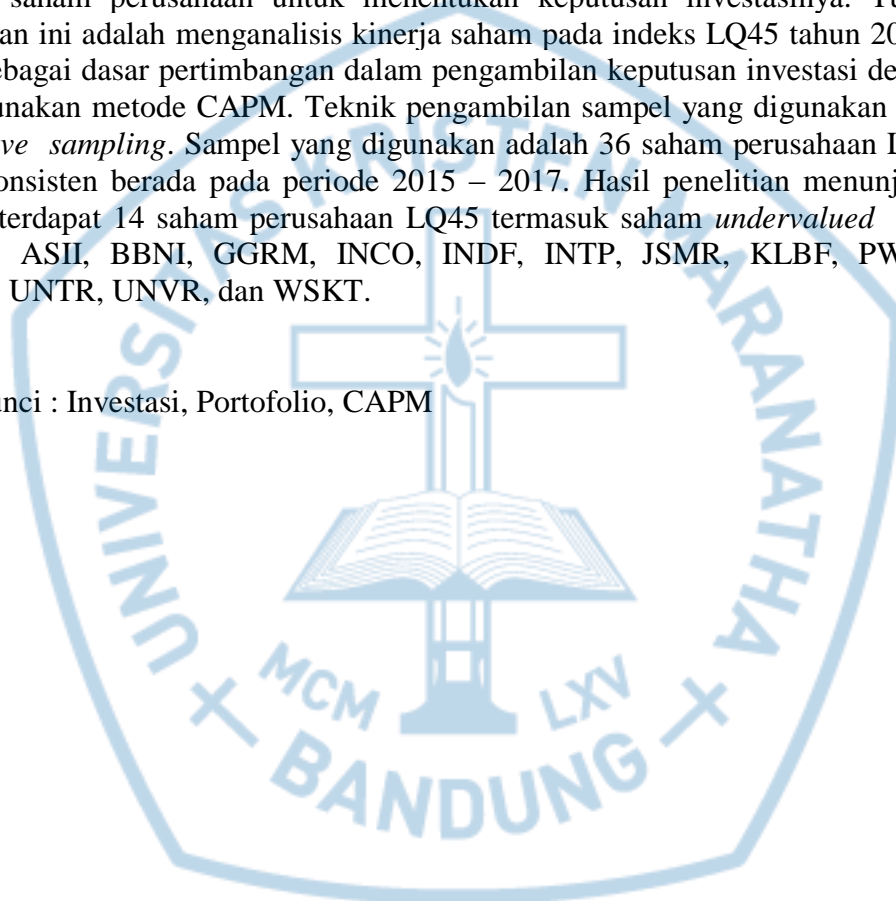 saham perusahaan untuk menentukan keputusan investasinya.
an ini adalah menganalisis kinerja saham pada indeks LQ45 tahun 20
ebagai dasar pertimbangan dalam pengambilan keputusan investasi de
unakan metode CAPM. Teknik pengambilan sampel yang digunakan
ve sampling. Sampel yang digunakan adalah 36 saham perusahaan
onsisten berada pada periode 2015 – 2017. Hasil penelitian menunj
terdapat 14 saham perusahaan LQ45 termasuk saham undervalued
ASII, BBNI, GGRM, INCO, INDF, INTP, JSMR, KLBF,
UNTR, UNVR, dan WSKT.
unci : Investasi, Portofolio, CAPM
UNIVERSITAS KRISTEN MARANATHA
MCM LXV
BANDUNG